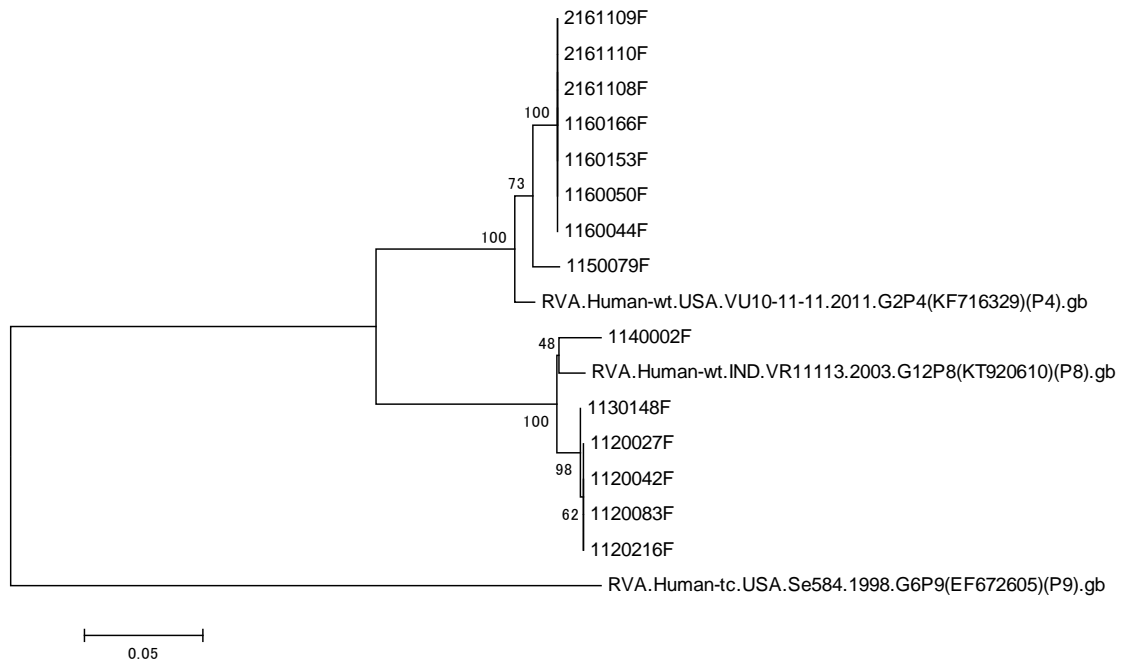 2161109F
2161110F
2161108F
100
1160166F
1160153F
73
1160050F
1160044F
100
1150079F
RVA.Human-wt.USA.VU10-11-11.2011.G2P4(KF716329)(P4).gb
1140002F
48
RVA.Human-wt.IND.VR11113.2003.G12P8(KT920610)(P8).gb
1130148F
100
1120027F
98
1120042F
62
1120083F
1120216F
RVA.Human-tc.USA.Se584.1998.G6P9(EF672605)(P9).gb
0.05